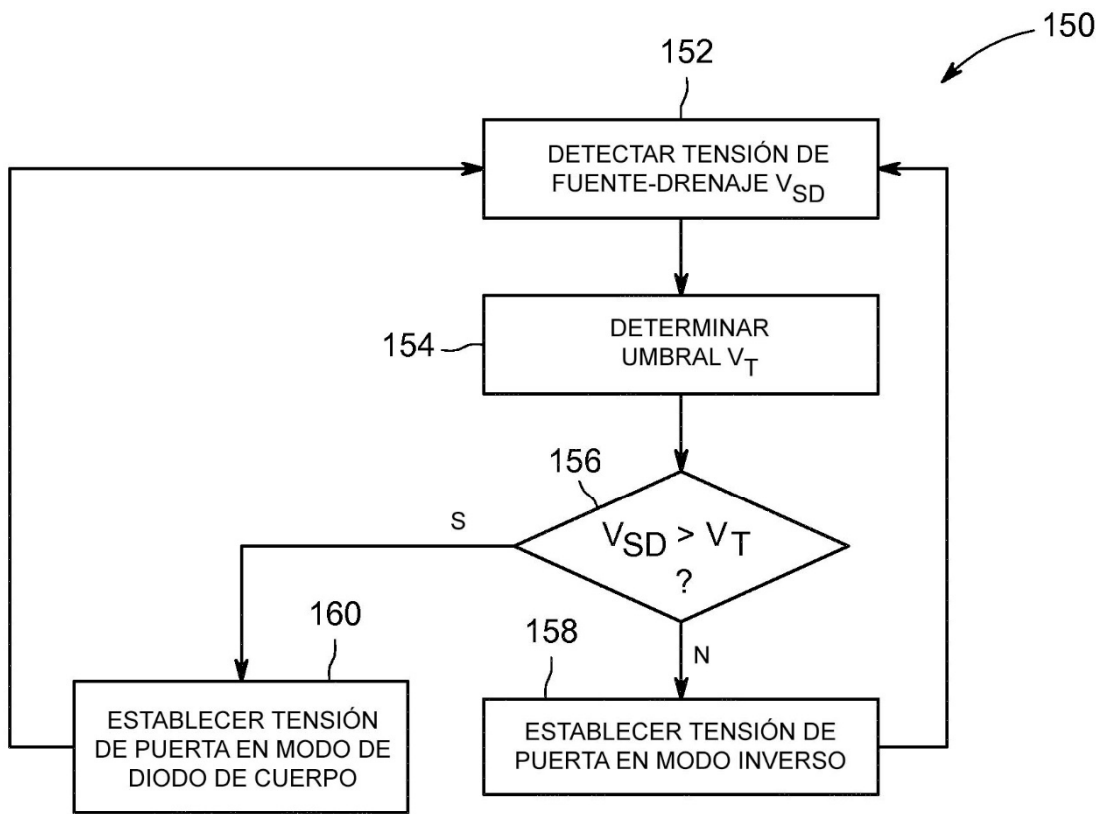 150
152
DETECTAR TENSIÓN DE
FUENTE-DRENAJE VSD
154
DETERMINAR
UMBRAL VT
156
VSD > VT
?
S
N
160
ESTABLECER TENSIÓN
DE PUERTA EN MODO DE
DIODO DE CUERPO
158
ESTABLECER TENSIÓN DE
PUERTA EN MODO INVERSO